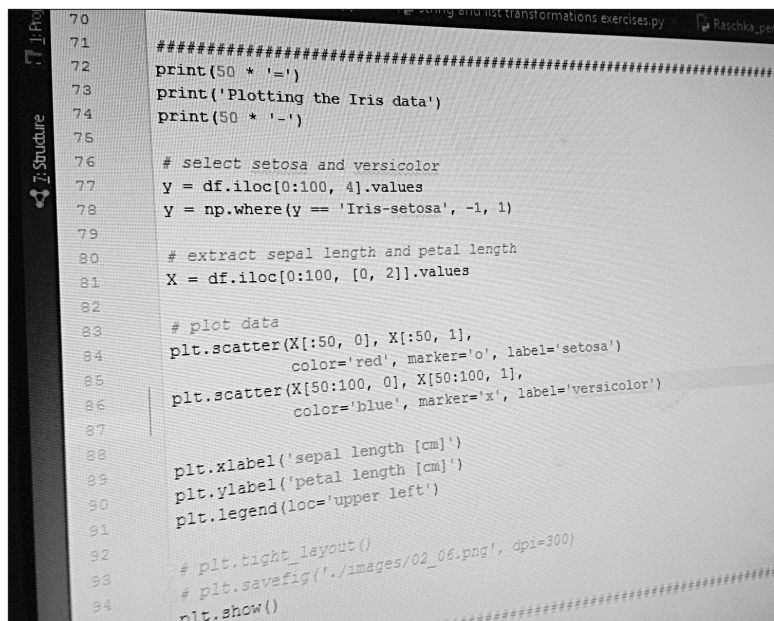 string and list transformations exercises.py Raschka_per
1: Proj
7: Structure
70
71 ##############################################################################
72 print(50 * '=')
73 print('Plotting the Iris data')
74 print(50 * '-')
75
76 # select setosa and versicolor
77 y = df.iloc[0:100, 4].values
78 y = np.where(y == 'Iris-setosa', -1, 1)
79
80 # extract sepal length and petal length
81 X = df.iloc[0:100, [0, 2]].values
82
83 # plot data
84 plt.scatter(X[:50, 0], X[:50, 1],
85 color='red', marker='o', label='setosa')
86 plt.scatter(X[50:100, 0], X[50:100, 1],
87 color='blue', marker='x', label='versicolor')
88
89 plt.xlabel('sepal length [cm]')
90 plt.ylabel('petal length [cm]')
91 plt.legend(loc='upper left')
92
93 # plt.tight_layout()
94 # plt.savefig('./images/02_06.png', dpi=300)
plt.show()